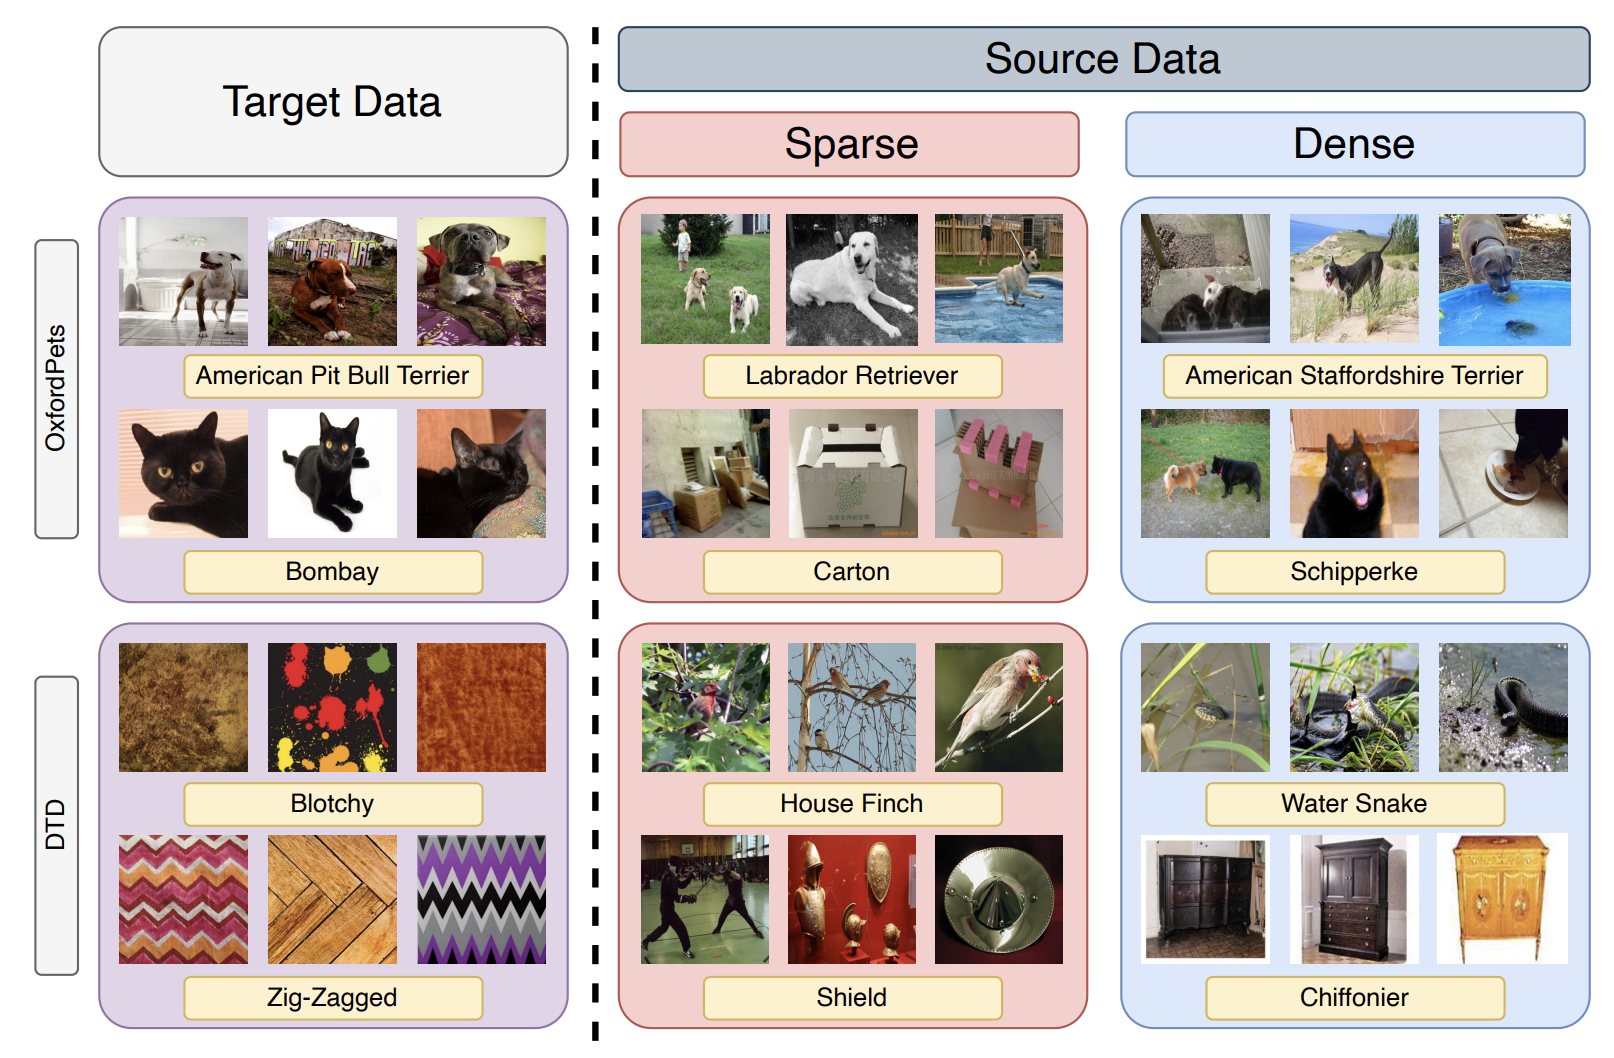 Target Data
Source Data
Sparse
Dense
OxfordPets
American Pit Bull Terrier
Labrador Retriever
American Staffordshire Terrier
Bombay
Carton
Schipperke
DTD
Blotchy
House Finch
Water Snake
Zig-Zagged
Shield
Chiffonier